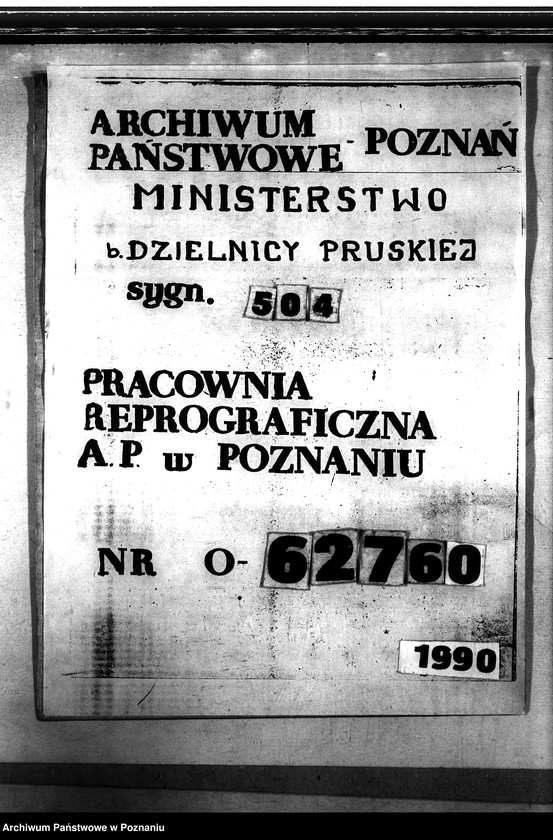 ARCHIWUM
PAŃSTWOWE - POZNAŃ
MINISTERSTWO
b. DZIELNICY PRUSKIEJ
sygn. 504
PRACOWNIA
REPROGRAFICZNA
A.P. w POZNANIU
NR O-62760
1990
Archiwum Państwowe w Poznaniu